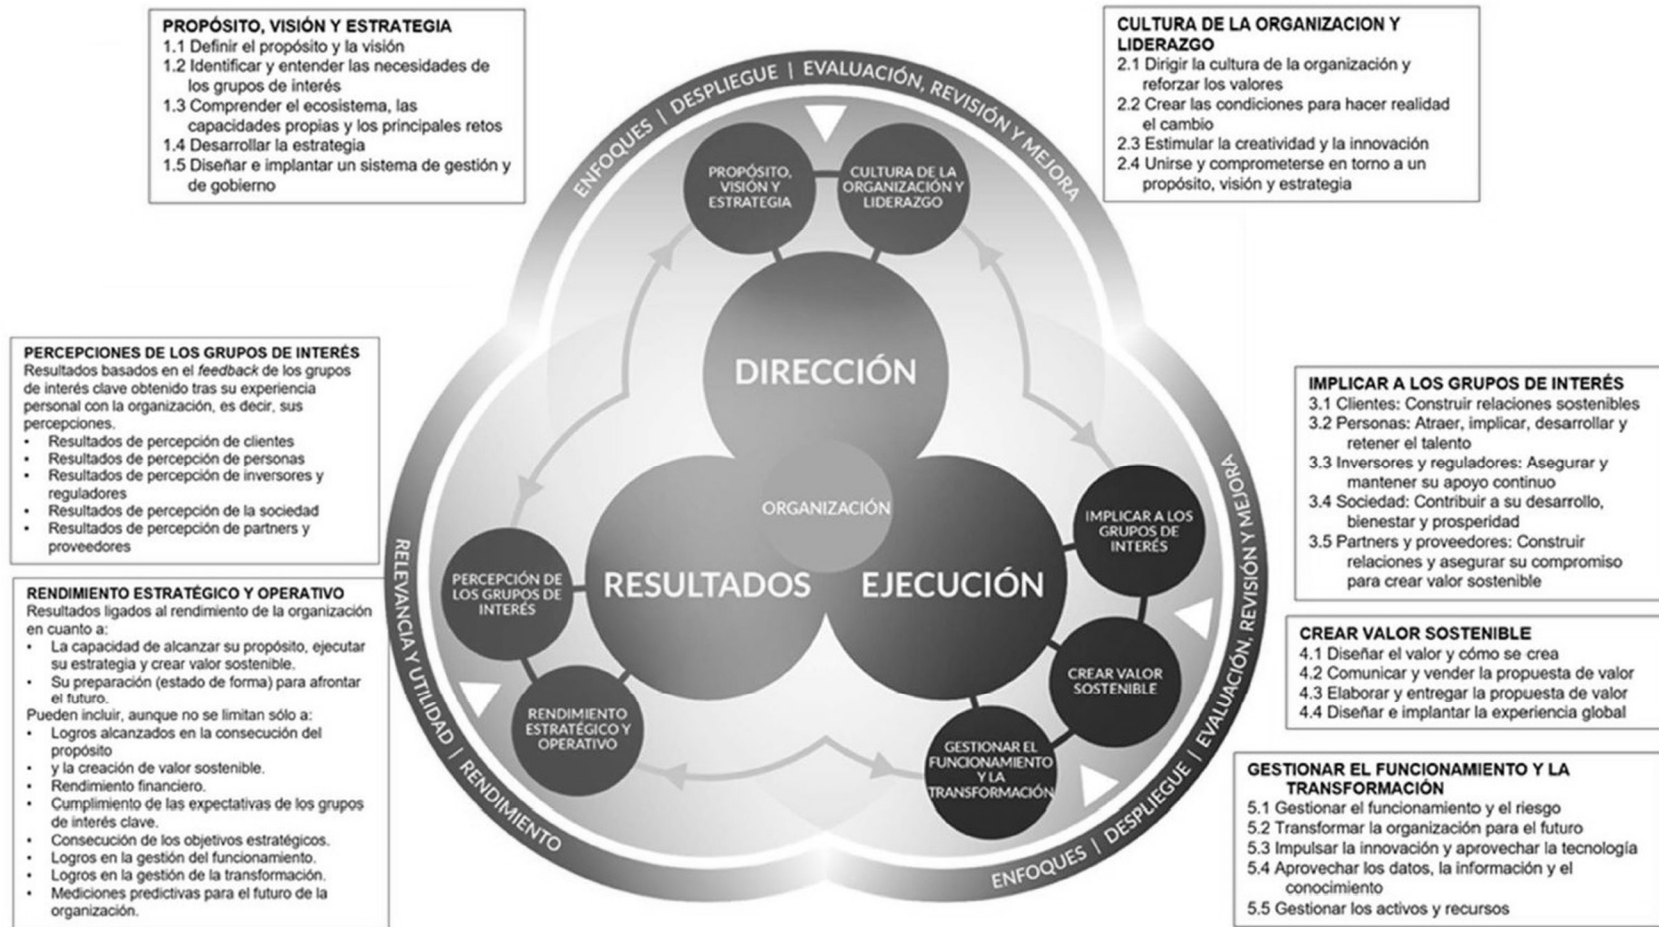 PROPÓSITO, VISIÓN Y ESTRATEGIA
1.1 Definir el propósito y la visión
1.2 Identificar y entender las necesidades de
los grupos de interés
1.3 Comprender el ecosistema, las
capacidades propias y los principales retos
1.4 Desarrollar la estrategia
1.5 Diseñar e implantar un sistema de gestión y
de gobierno
CULTURA DE LA ORGANIZACION Y
LIDERAZGO
2.1 Dirigir la cultura de la organización y
reforzar los valores
2.2 Crear las condiciones para hacer realidad
el cambio
2.3 Estimular la creatividad y la innovación
2.4 Unirse y comprometerse en torno a un
propósito, visión y estrategia
ENFOQUES | DESPLIEGUE | EVALUACIÓN, REVISIÓN Y MEJORA
PROPÓSITO,
VISIÓN Y
ESTRATEGIA
CULTURA DE LA
ORGANIZACIÓN Y
LIDERAZGO
DIRECCIÓN
ORGANIZACIÓN
RESULTADOS
EJECUCIÓN
PERCEPCIÓN DE
LOS GRUPOS DE
INTERÉS
RENDIMIENTO
ESTRATÉGICO Y
OPERATIVO
IMPLICAR A LOS
GRUPOS DE
INTERÉS
CREAR VALOR
SOSTENIBLE
GESTIONAR EL
FUNCIONAMIENTO
Y LA
TRANSFORMACIÓN
RELEVANCIA Y UTILIDAD | RENDIMIENTO
ENFOQUES | DESPLIEGUE | EVALUACIÓN, REVISIÓN Y MEJORA
PERCEPCIONES DE LOS GRUPOS DE INTERÉS
Resultados basados en el feedback de los grupos
de interés clave obtenido tras su experiencia
personal con la organización, es decir, sus
percepciones.
• Resultados de percepción de clientes
• Resultados de percepción de personas
• Resultados de percepción de inversores y
reguladores
• Resultados de percepción de la sociedad
• Resultados de percepción de partners y
proveedores
RENDIMIENTO ESTRATÉGICO Y OPERATIVO
Resultados ligados al rendimiento de la organización
en cuanto a:
• La capacidad de alcanzar su propósito, ejecutar
su estrategia y crear valor sostenible.
• Su preparación (estado de forma) para afrontar
el futuro.
Pueden incluir, aunque no se limitan sólo a:
• Logros alcanzados en la consecución del
propósito
• y la creación de valor sostenible.
• Rendimiento financiero.
• Cumplimiento de las expectativas de los grupos
de interés clave.
• Consecución de los objetivos estratégicos.
• Logros en la gestión del funcionamiento.
• Logros en la gestión de la transformación.
• Mediciones predictivas para el futuro de la
organización.
IMPLICAR A LOS GRUPOS DE INTERÉS
3.1 Clientes: Construir relaciones sostenibles
3.2 Personas: Atraer, implicar, desarrollar y
retener el talento
3.3 Inversores y reguladores: Asegurar y
mantener su apoyo continuo
3.4 Sociedad: Contribuir a su desarrollo,
bienestar y prosperidad
3.5 Partners y proveedores: Construir
relaciones y asegurar su compromiso
para crear valor sostenible
CREAR VALOR SOSTENIBLE
4.1 Diseñar el valor y cómo se crea
4.2 Comunicar y vender la propuesta de valor
4.3 Elaborar y entregar la propuesta de valor
4.4 Diseñar e implantar la experiencia global
GESTIONAR EL FUNCIONAMIENTO Y LA
TRANSFORMACIÓN
5.1 Gestionar el funcionamiento y el riesgo
5.2 Transformar la organización para el futuro
5.3 Impulsar la innovación y aprovechar la tecnología
5.4 Aprovechar los datos, la información y el
conocimiento
5.5 Gestionar los activos y recursos